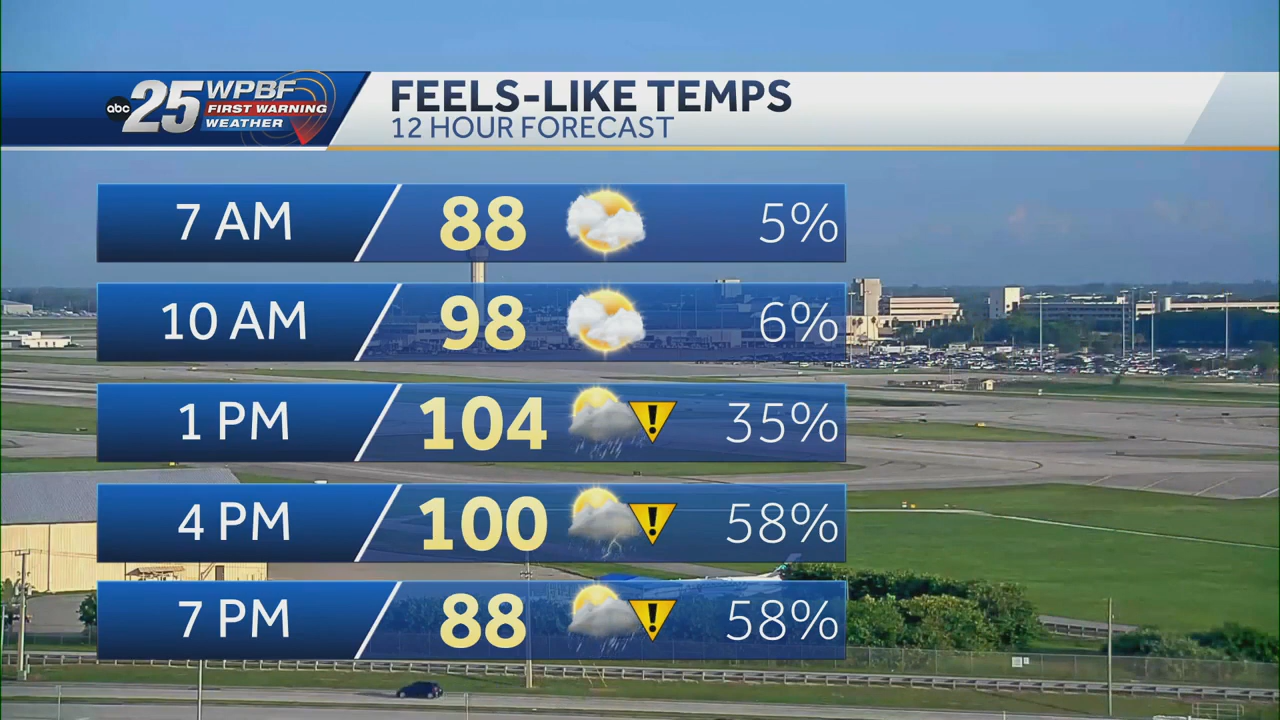 abc 25 WPBF
FIRST WARNING
WEATHER
FEELS-LIKE TEMPS
12 HOUR FORECAST
7 AM 88 5%
10 AM 98 6%
1 PM 104 ! 35%
4 PM 100 ! 58%
7 PM 88 ! 58%